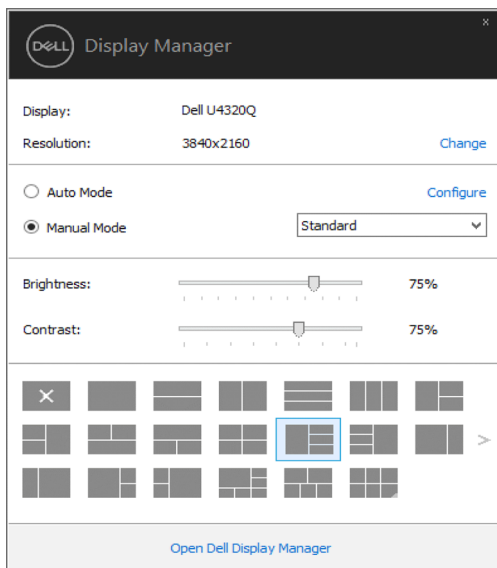 x
DELL Display Manager
Display: Dell U4320Q
Resolution: 3840x2160 Change
Auto Mode Configure
Manual Mode Standard
Brightness: 75%
Contrast: 75%
Open Dell Display Manager